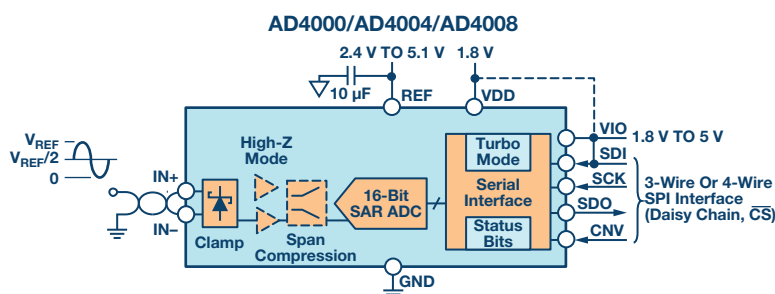 AD4000/AD4004/AD4008
2.4 V TO 5.1 V
1.8 V
10 µF
REF
VDD
VREF
VREF/2
0
IN+
IN–
Clamp
High-Z
Mode
Span
Compression
16-Bit
SAR ADC
Turbo
Mode
Serial
Interface
Status
Bits
VIO
1.8 V TO 5 V
SDI
SCK
SDO
CNV
3-Wire Or 4-Wire
SPI Interface
(Daisy Chain, C̅S̅)
GND